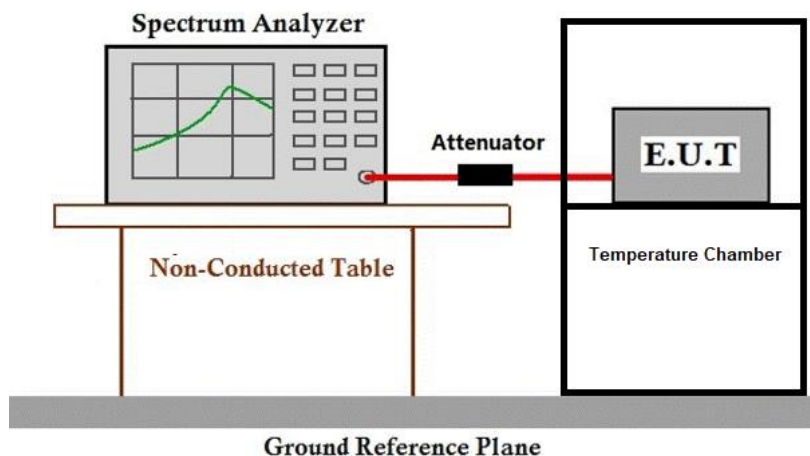 Spectrum Analyzer
Attenuator
E.U.T
Non-Conducted Table
Temperature Chamber
Ground Reference Plane